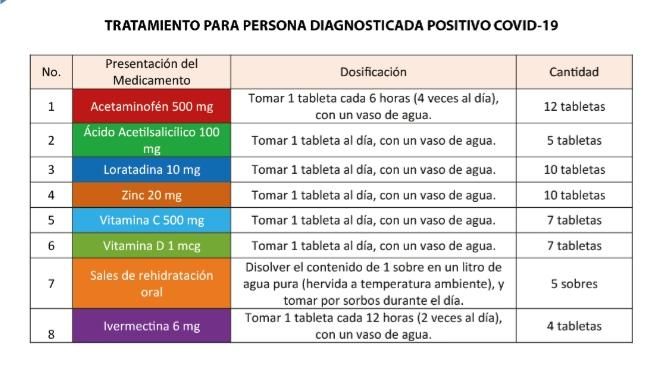 TRATAMIENTO PARA PERSONA DIAGNOSTICADA POSITIVO COVID-19
No. Presentación del Medicamento Dosificación Cantidad
1 Acetaminofén 500 mg Tomar 1 tableta cada 6 horas (4 veces al día), con un vaso de agua. 12 tabletas
2 Ácido Acetilsalicílico 100 mg Tomar 1 tableta al día, con un vaso de agua. 5 tabletas
3 Loratadina 10 mg Tomar 1 tableta al día, con un vaso de agua. 10 tabletas
4 Zinc 20 mg Tomar 1 tableta al día, con un vaso de agua. 10 tabletas
5 Vitamina C 500 mg Tomar 1 tableta al día, con un vaso de agua. 7 tabletas
6 Vitamina D 1 mcg Tomar 1 tableta al día, con un vaso de agua. 7 tabletas
7 Sales de rehidratación oral Disolver el contenido de 1 sobre en un litro de agua pura (hervida a temperatura ambiente), y tomar por sorbos durante el día. 5 sobres
8 Ivermectina 6 mg Tomar 1 tableta cada 12 horas (2 veces al día), con un vaso de agua. 4 tabletas